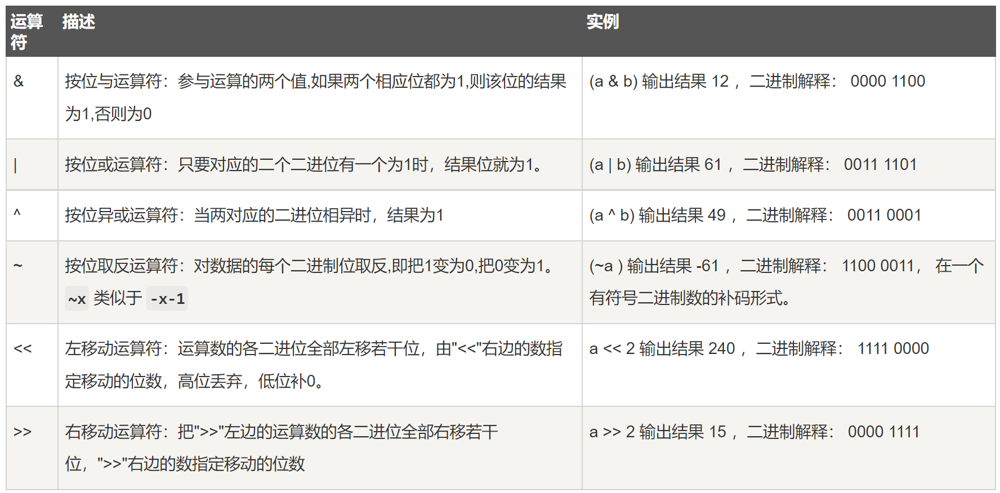 运算
符
描述
实例
&
按位与运算符：参与运算的两个值,如果两个相应位都为1,则该位的结果
为1,否则为0
(a & b) 输出结果 12 ，二进制解释： 0000 1100
|
按位或运算符：只要对应的二个二进位有一个为1时，结果位就为1。
(a | b) 输出结果 61 ，二进制解释： 0011 1101
^
按位异或运算符：当两对应的二进位相异时，结果为1
(a ^ b) 输出结果 49 ，二进制解释： 0011 0001
~
按位取反运算符：对数据的每个二进制位取反,即把1变为0,把0变为1。
~x 类似于 -x-1
(~a ) 输出结果 -61 ，二进制解释： 1100 0011， 在一个
有符号二进制数的补码形式。
<<
左移动运算符：运算数的各二进位全部左移若干位，由"<<"右边的数指
定移动的位数，高位丢弃，低位补0。
a << 2 输出结果 240 ，二进制解释： 1111 0000
>>
右移动运算符：把">>"左边的运算数的各二进位全部右移若干
位，">>"右边的数指定移动的位数
a >> 2 输出结果 15 ，二进制解释： 0000 1111